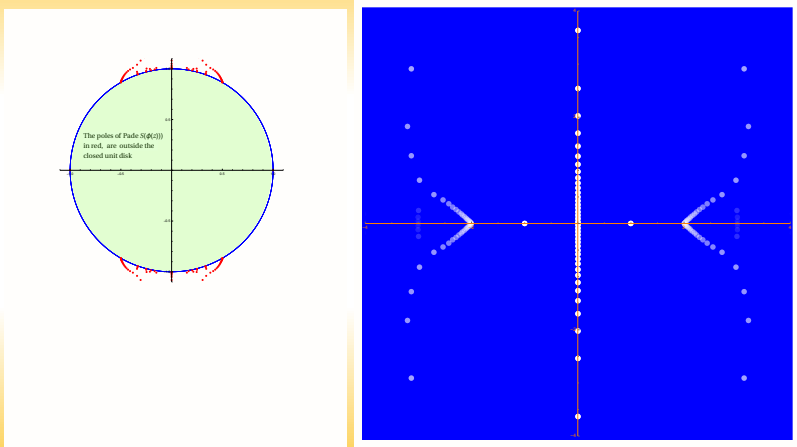 The poles of Pade S(ϕ(z)))
in red, are outside the
closed unit disk